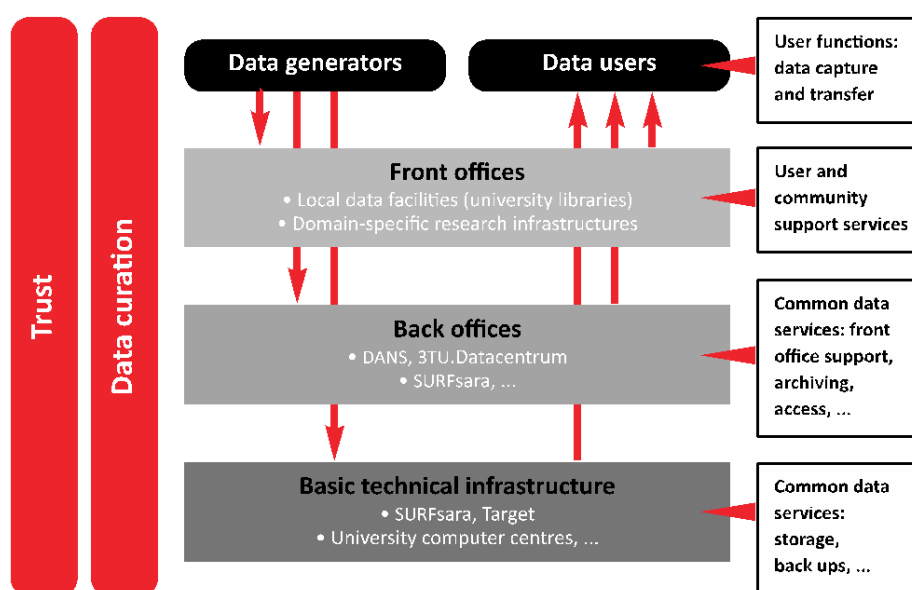 Trust
Data curation
Data generators
Data users
User functions:
data capture
and transfer
Front offices
• Local data facilities (university libraries)
• Domain-specific research infrastructures
User and
community
support services
Back offices
• DANS, 3TU.Datacentrum
• SURFsara, ...
Common data
services: front
office support,
archiving,
access, ...
Basic technical infrastructure
• SURFsara, Target
• University computer centres, ...
Common data
services:
storage,
back ups, ...